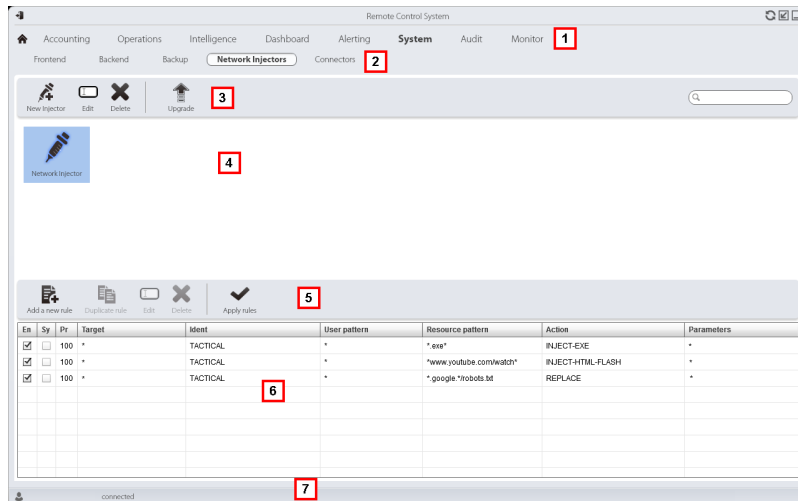 Remote Control System
Accounting Operations Intelligence Dashboard Alerting System Audit Monitor 1
Frontend Backend Backup Network Injectors Connectors 2
New Injector Edit Delete Upgrade 3
4
Network Injector
5
Add a new rule Duplicate rule Edit Delete Apply rules
En Sy Pr Target Ident User pattern Resource pattern Action Parameters
100 * TACTICAL * *.exe* INJECT-EXE *
100 * TACTICAL * *www.youtube.com/watch* INJECT-HTML-FLASH *
100 * TACTICAL * *.google.*/robots.txt REPLACE *
6
7
connected